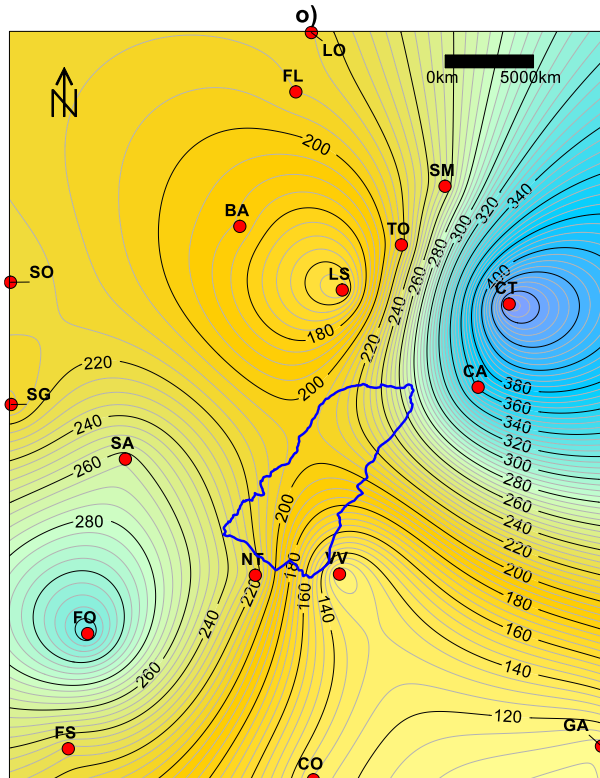 o)
LO
FL
0km 5000km
N
200
SM
340
320
BA
300
TO
280
SO
LS
260
400
CT
240
180
220
220
CA
380
200
360
SG
340
240
SA
320
260
300
280
260
200
280
240
220
NT
180
VV
200
220
160
140
180
FO
240
160
260
140
FS
120
GA
CO